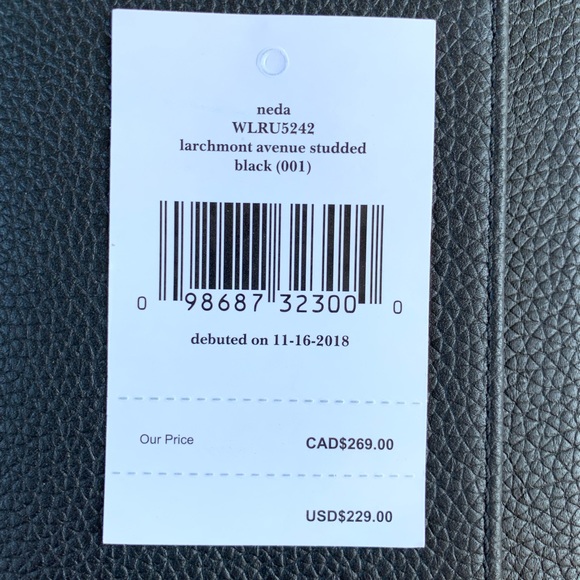 neda
WLRU5242
larchmont avenue studded
black (001)
0 98687 32300 0
debuted on 11-16-2018
Our Price CAD$269.00
USD$229.00